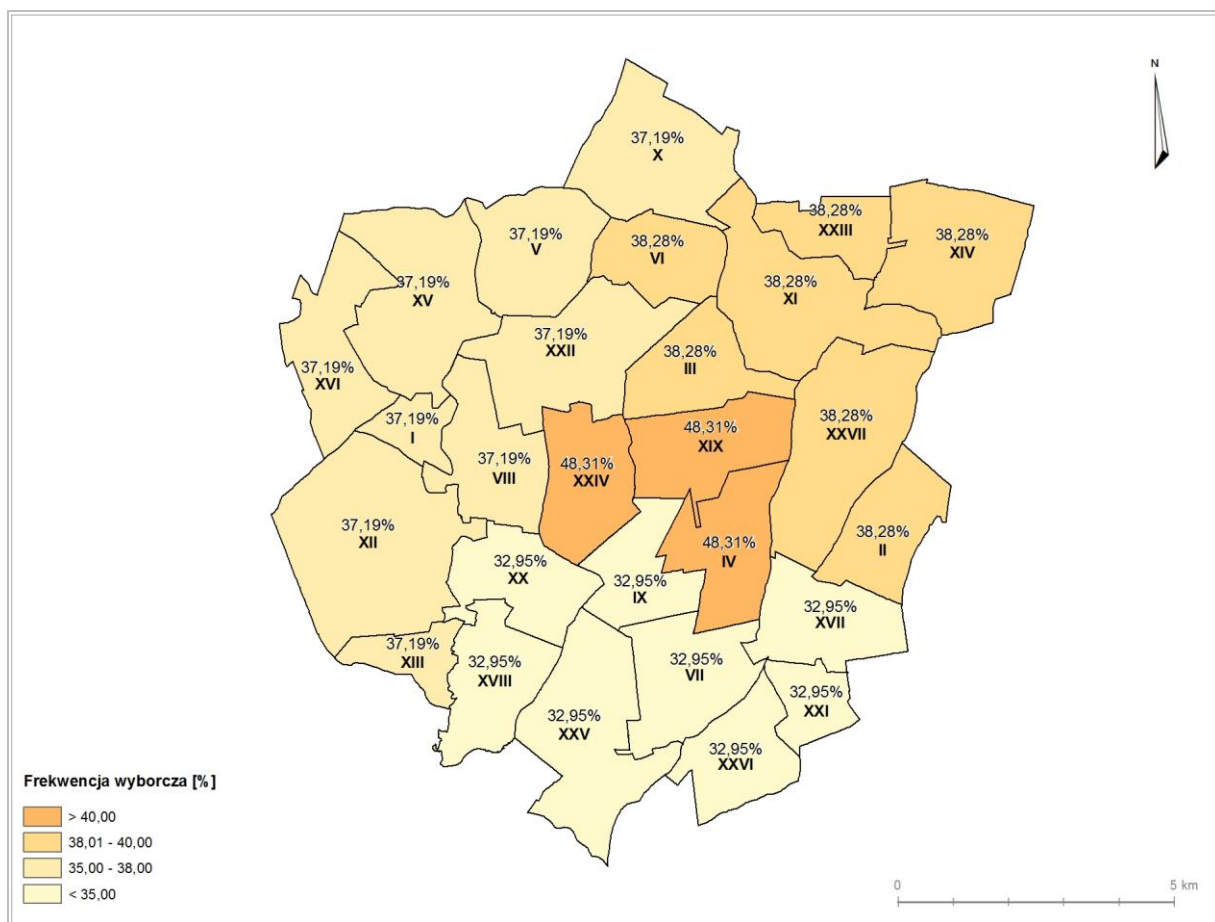 N
37,19%
X
38,28%
XXIII
38,28%
XIV
37,19%
V
38,28%
VI
37,19%
XV
38,28%
XI
37,19%
XXII
38,28%
III
37,19%
XVI
37,19%
I
38,28%
XXVII
48,31%
XIX
37,19%
VIII
48,31%
XXIV
37,19%
XII
38,28%
II
48,31%
IV
32,95%
XX
32,95%
IX
32,95%
XVII
37,19%
XIII
32,95%
XVIII
32,95%
VII
32,95%
XXI
32,95%
XXV
32,95%
XXVI
Frekwencja wyborcza [%]
> 40,00
38,01 - 40,00
35,00 - 38,00
< 35,00
0 5 km